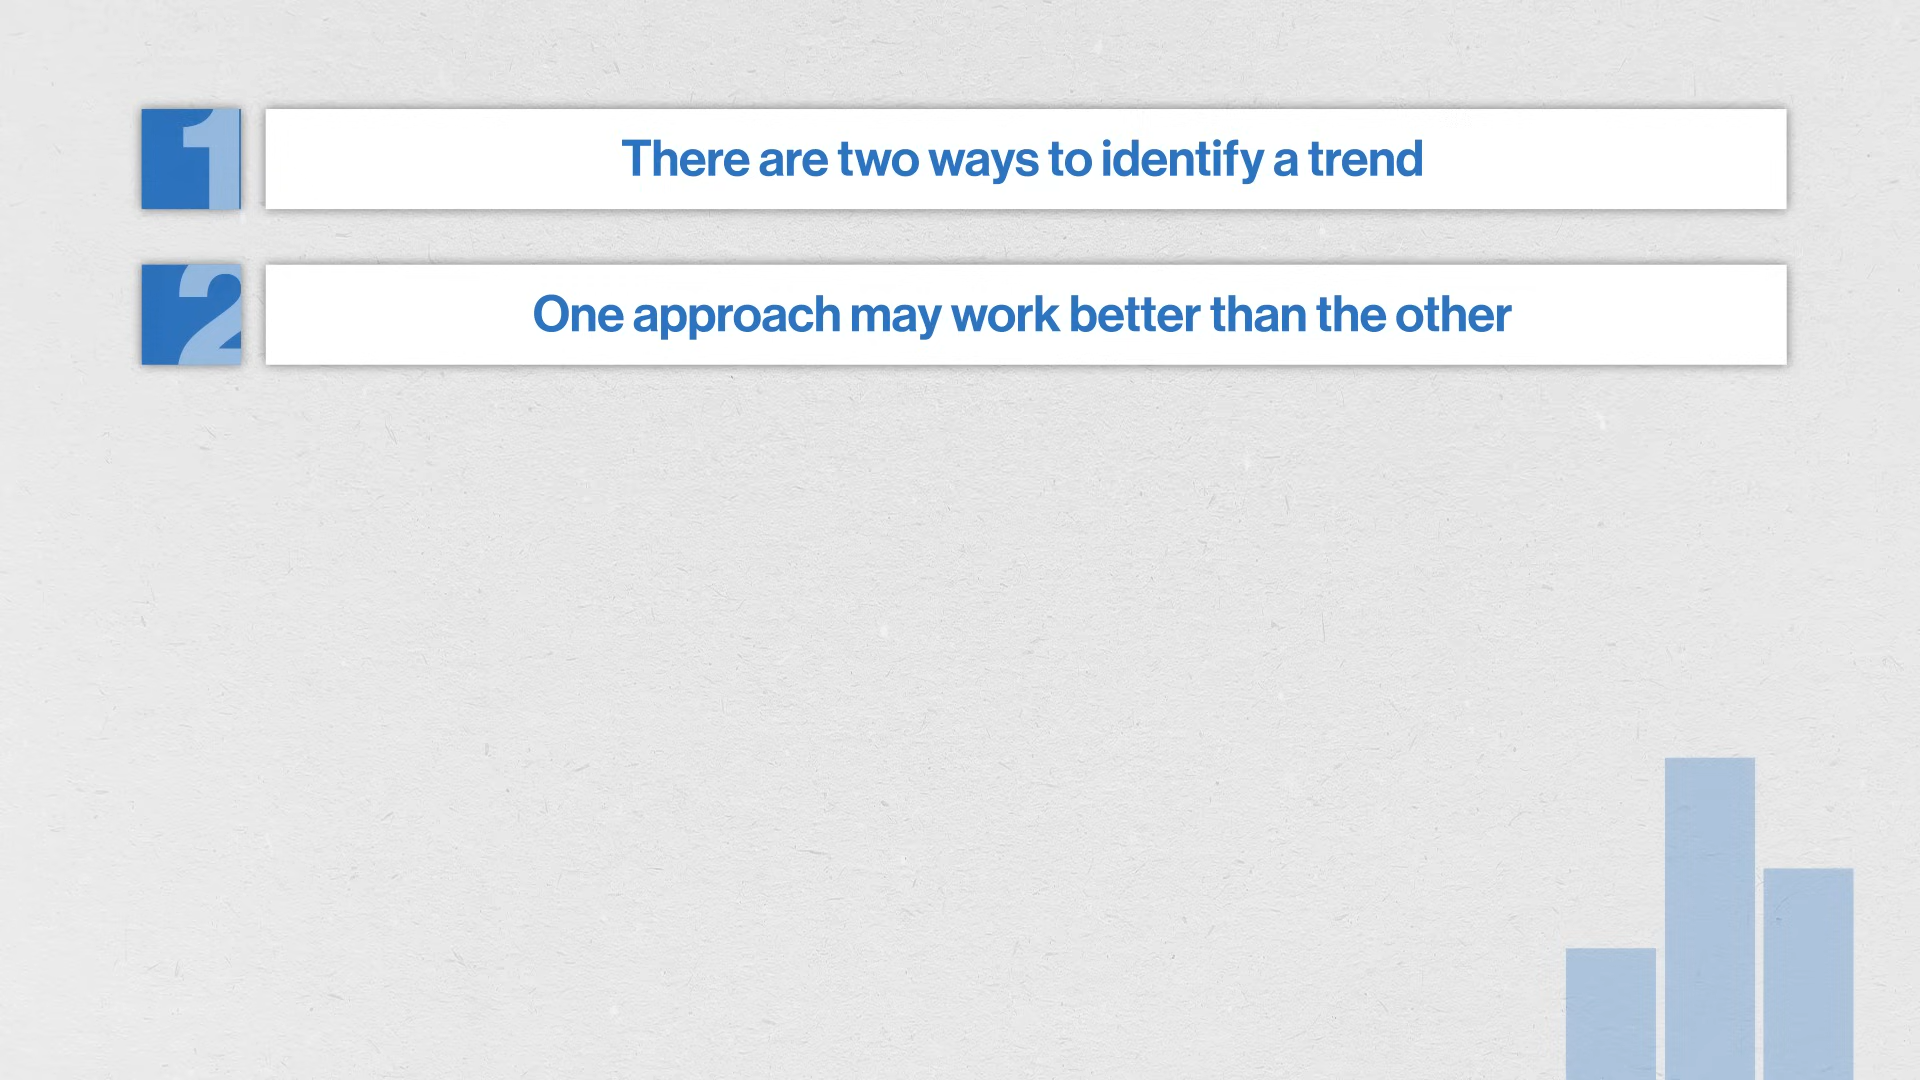 1 There are two ways to identify a trend
2 One approach may work better than the other